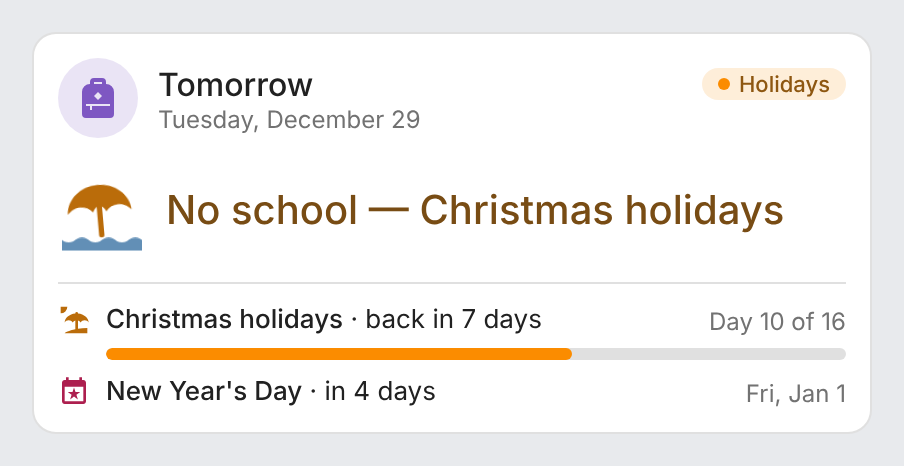 Tomorrow
Holidays
Tuesday, December 29
No school — Christmas holidays
Christmas holidays · back in 7 days
Day 10 of 16
New Year's Day · in 4 days
Fri, Jan 1